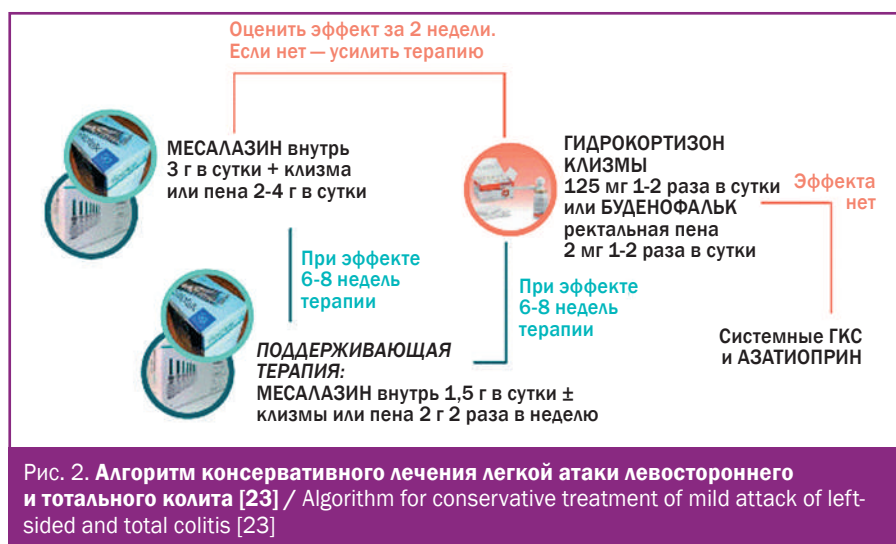 Оценить эффект за 2 недели.
Если нет — усилить терапию
МЕСАЛАЗИН внутрь
3 г в сутки + клизма
или пена 2-4 г в сутки
ГИДРОКОРТИЗОН
КЛИЗМЫ
125 мг 1-2 раза в сутки
или БУДЕНОФАЛЬК
ректальная пена
2 мг 1-2 раза в сутки
Эффекта
нет
При эффекте
6-8 недель
терапии
При эффекте
6-8 недель
терапии
Системные ГКС
и АЗАТИОПРИН
ПОДДЕРЖИВАЮЩАЯ
ТЕРАПИЯ:
МЕСАЛАЗИН внутрь 1,5 г в сутки ±
клизмы или пена 2 г 2 раза в неделю
Рис. 2. Алгоритм консервативного лечения легкой атаки левостороннего
и тотального колита [23] / Algorithm for conservative treatment of mild attack of left-
sided and total colitis [23]